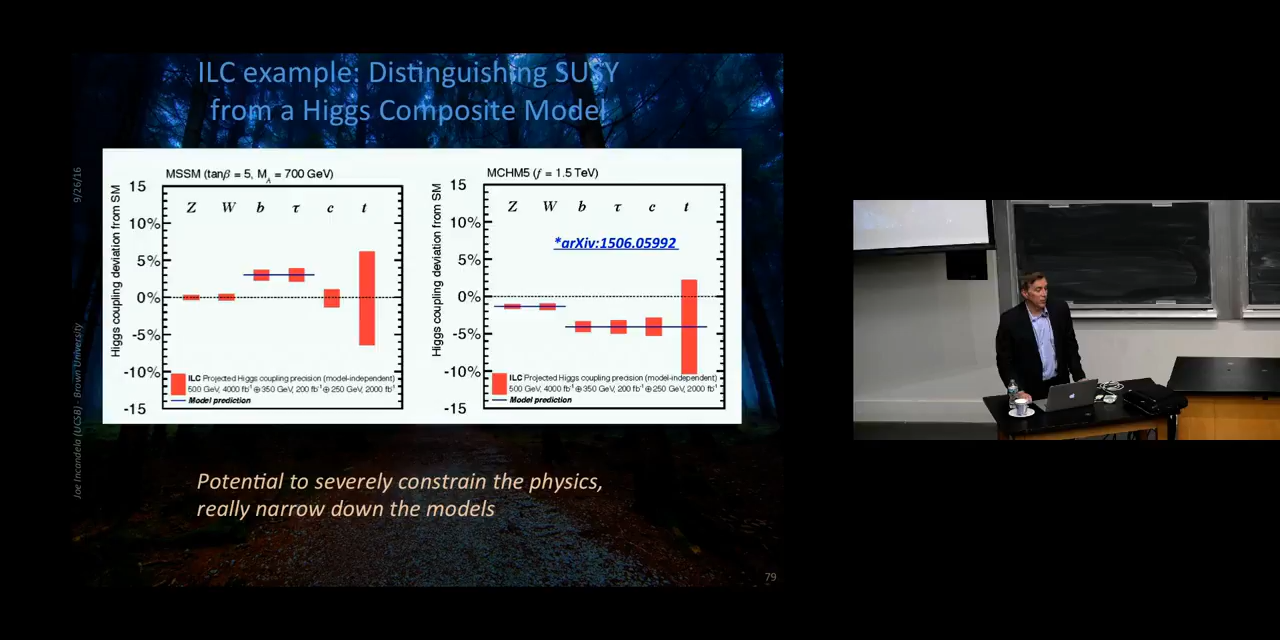 ILC example: Distinguishing SUSY
from a Higgs Composite Model
9/26/16
Joe Incandela (UCSB) - Brown University
MSSM (tanβ = 5, M_A = 700 GeV)
Higgs coupling deviation from SM
15
10%
5%
0%
-5%
-10%
-15
Z W b τ c t
ILC Projected Higgs coupling precision (model-independent)
500 GeV, 4000 fb⁻¹ ⊕ 350 GeV, 200 fb⁻¹ ⊕ 250 GeV, 2000 fb⁻¹
Model prediction
MCHM5 (f = 1.5 TeV)
Higgs coupling deviation from SM
15
10%
5%
0%
-5%
-10%
-15
Z W b τ c t
*arXiv:1506.05992
ILC Projected Higgs coupling precision (model-independent)
500 GeV, 4000 fb⁻¹ ⊕ 350 GeV, 200 fb⁻¹ ⊕ 250 GeV, 2000 fb⁻¹
Model prediction
Potential to severely constrain the physics,
really narrow down the models
79